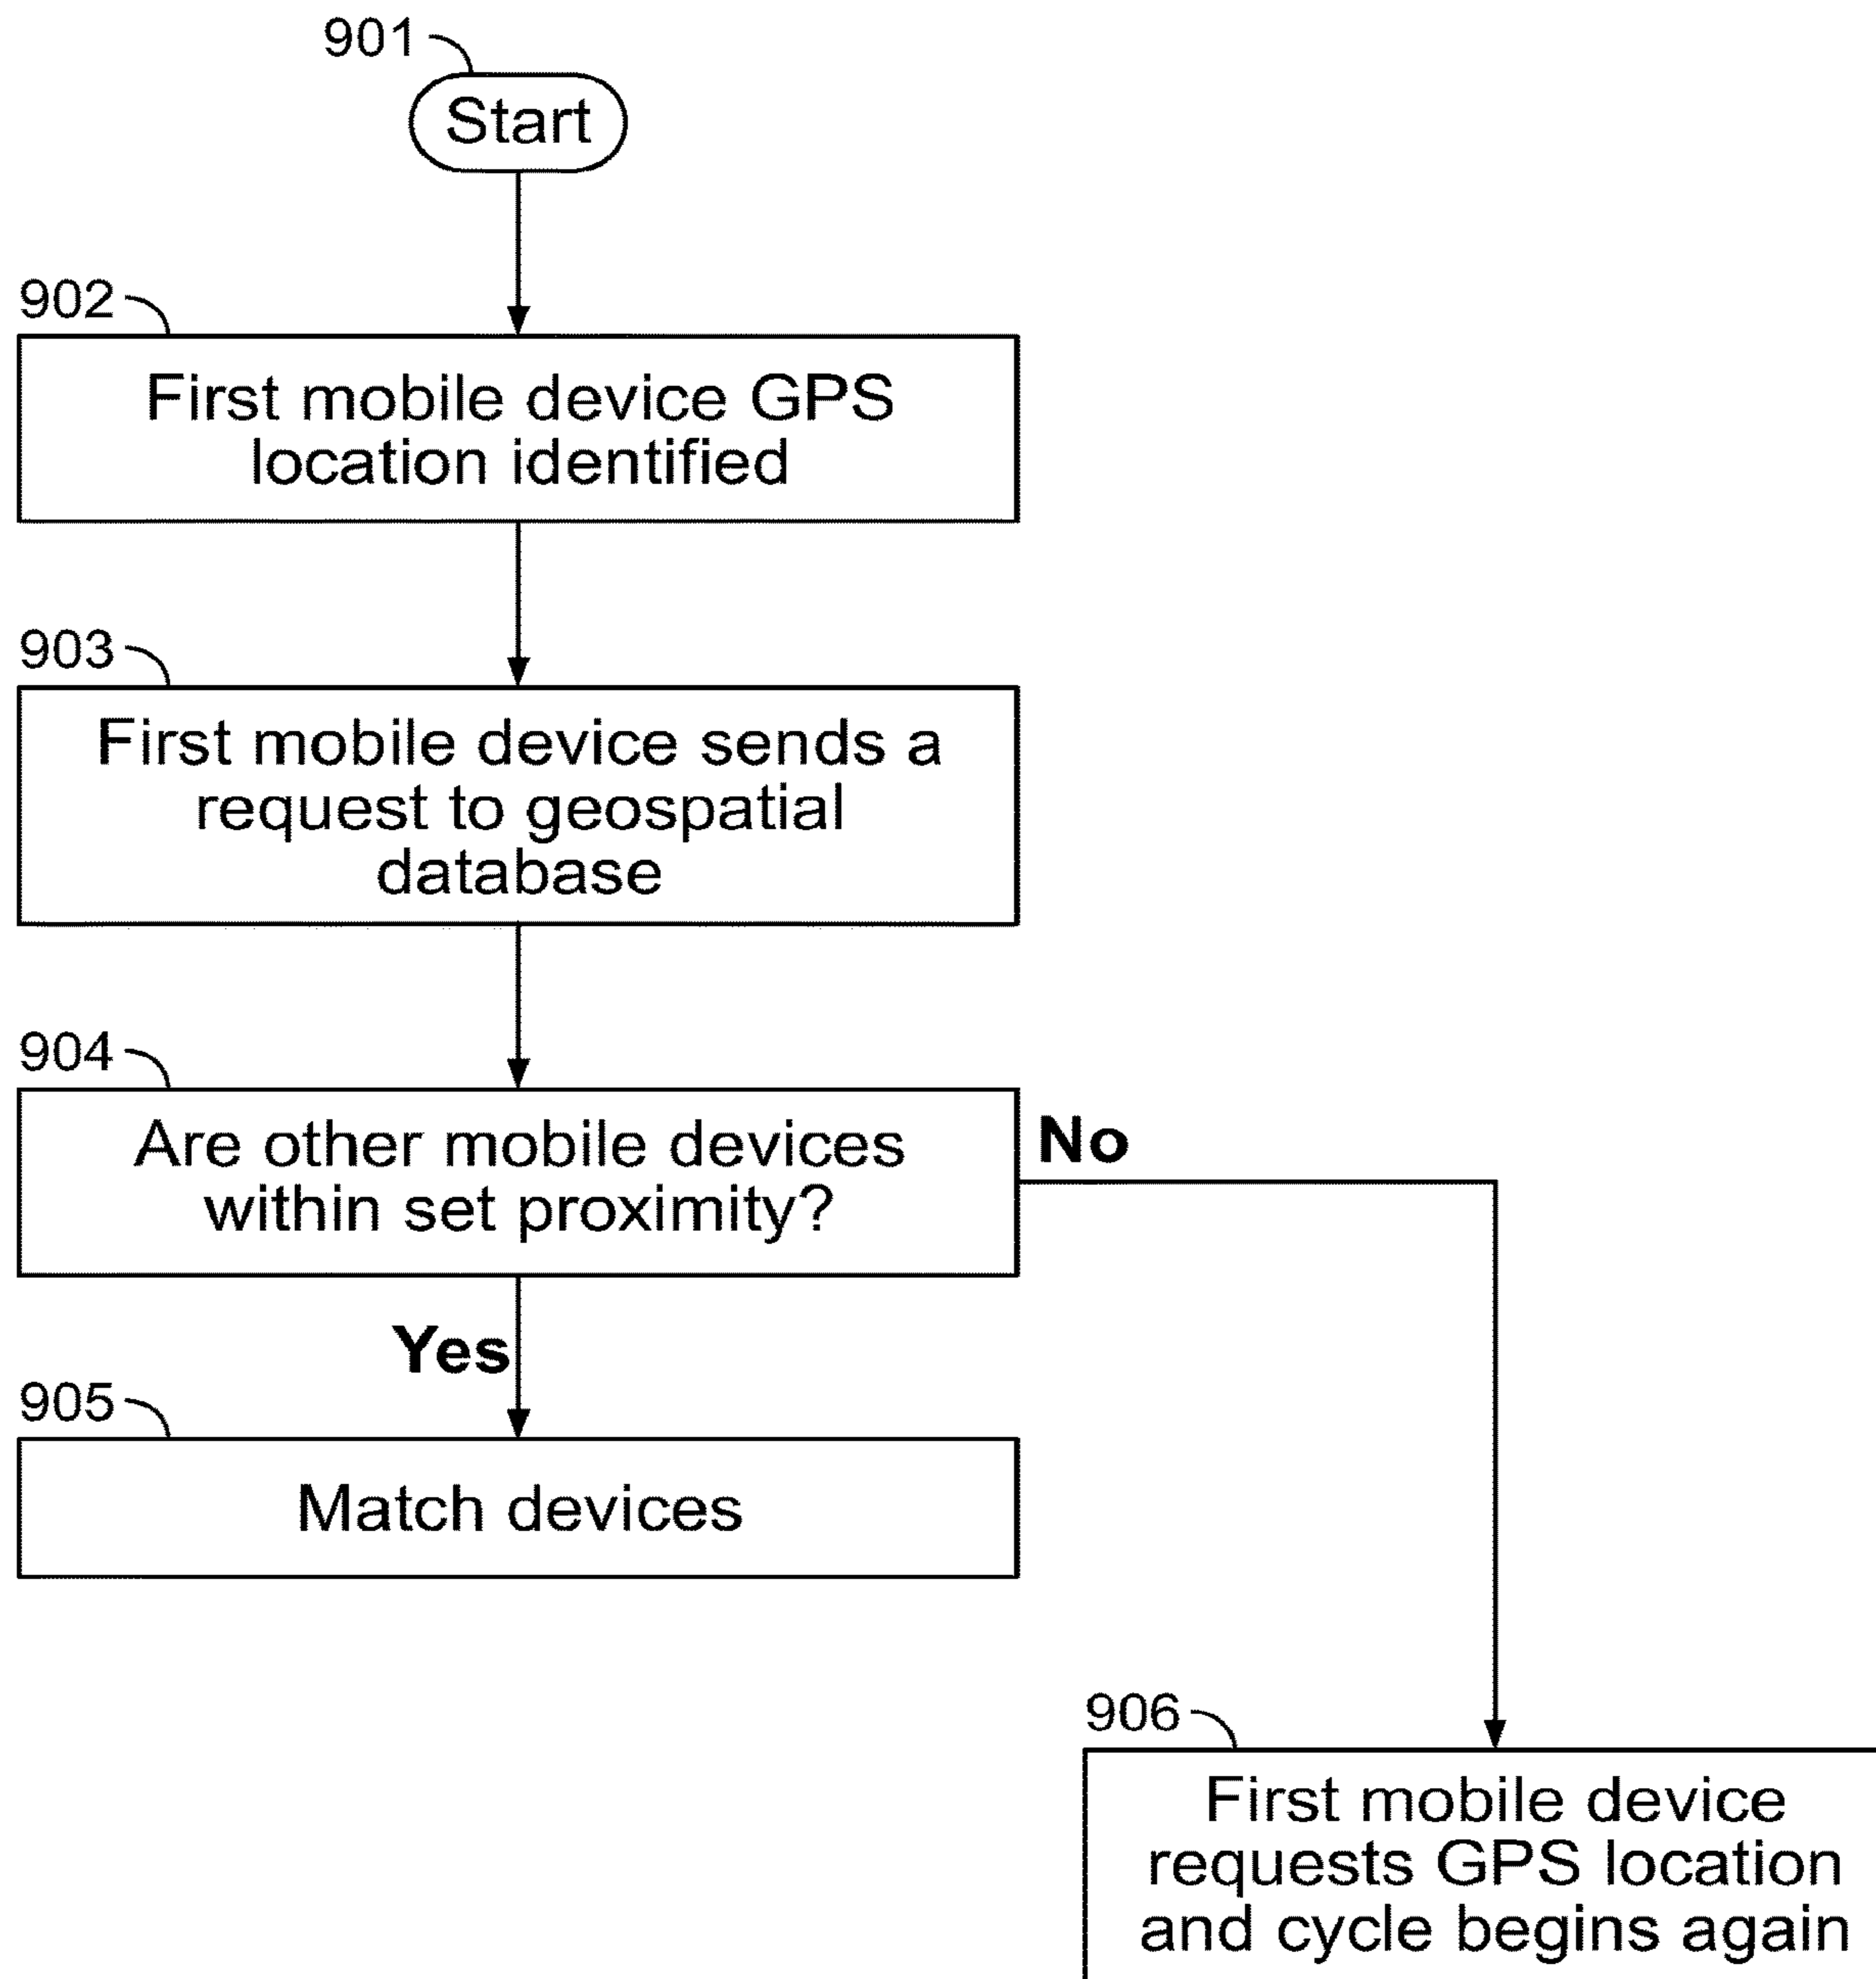 901
Start
902
First mobile device GPS
location identified
903
First mobile device sends a
request to geospatial
database
904
Are other mobile devices
within set proximity?
No
Yes
905
Match devices
906
First mobile device
requests GPS location
and cycle begins again